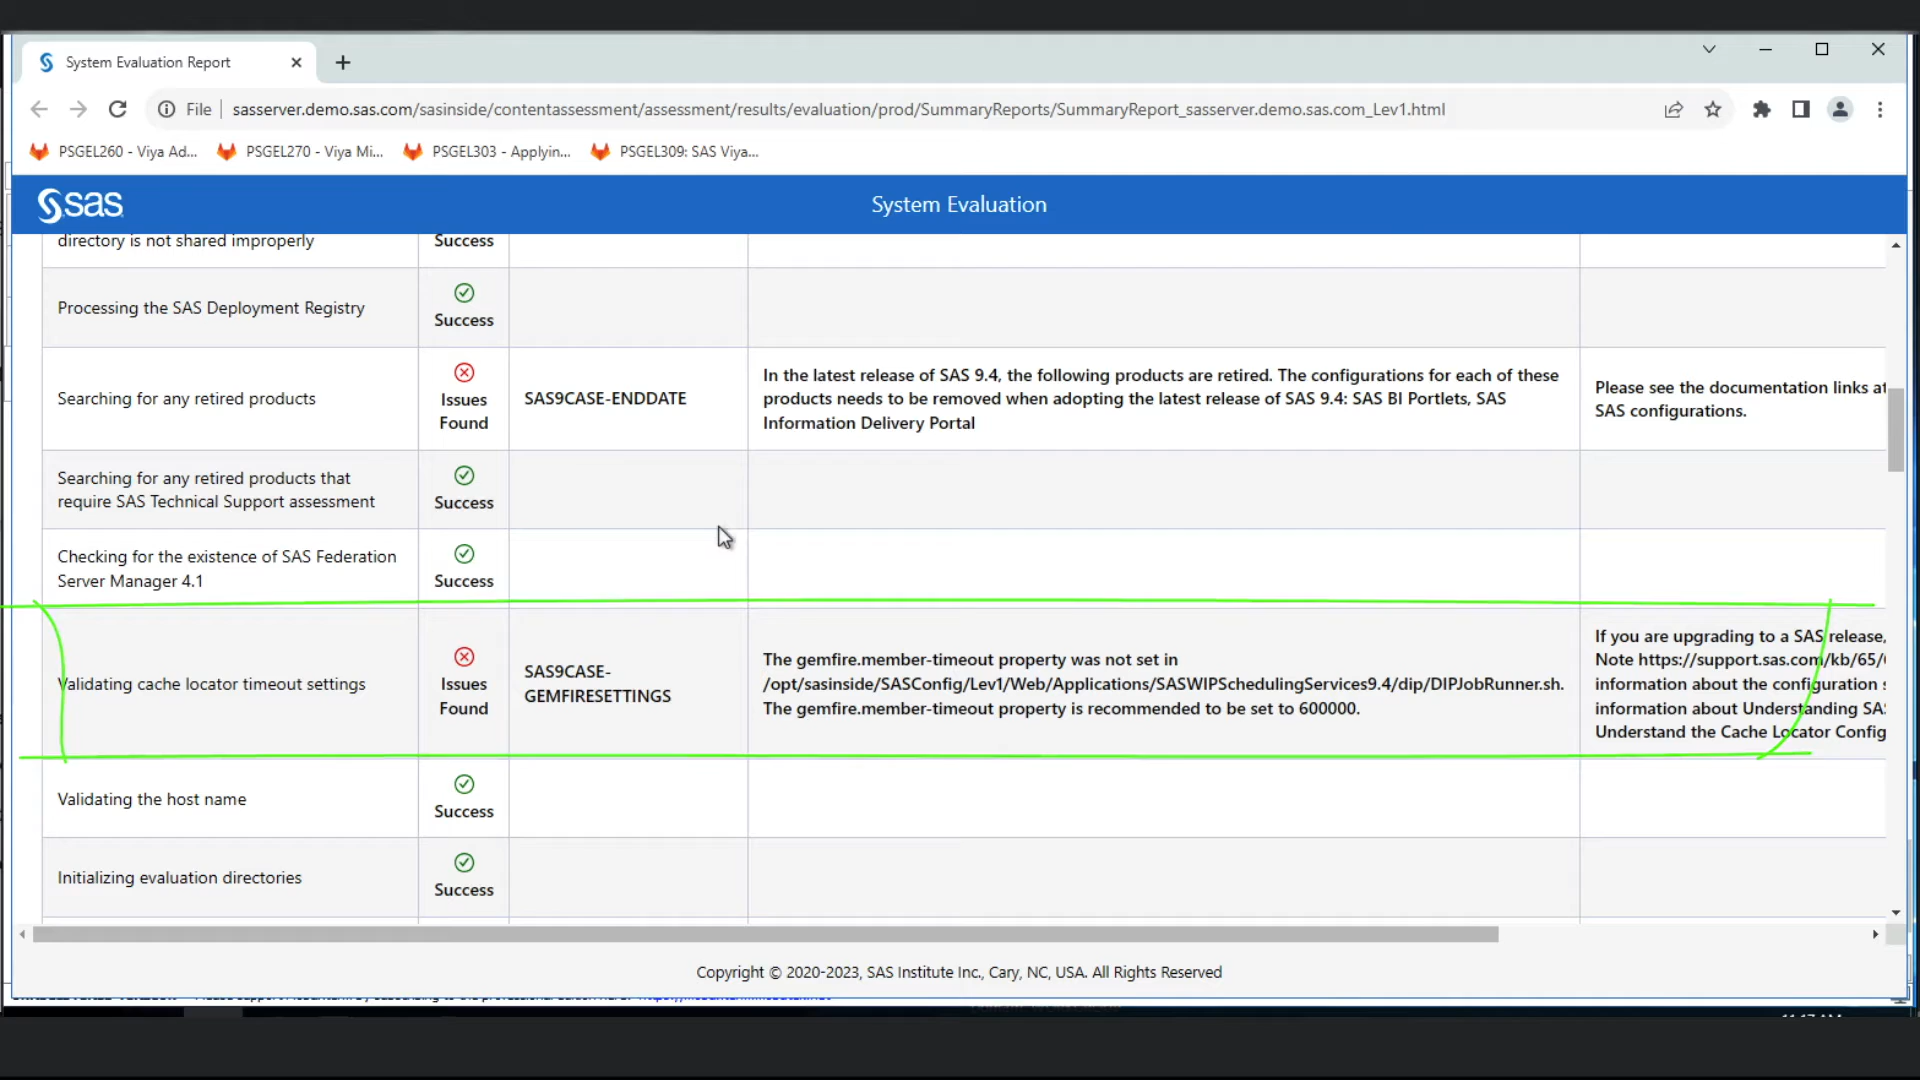 System Evaluation Report
File
sasserver.demo.sas.com/sasinside/contentassessment/assessment/results/evaluation/prod/SummaryReports/SummaryReport_sasserver.demo.sas.com_Lev1.html
PSGEL260 - Viya Ad...
PSGEL270 - Viya Mi...
PSGEL303 - Applyin...
PSGEL309: SAS Viya...
sas
System Evaluation
directory is not shared improperly
Success
Processing the SAS Deployment Registry
Success
Searching for any retired products
Issues
Found
SAS9CASE-ENDDATE
In the latest release of SAS 9.4, the following products are retired. The configurations for each of these
products needs to be removed when adopting the latest release of SAS 9.4: SAS BI Portlets, SAS
Information Delivery Portal
Please see the documentation links at
SAS configurations.
Searching for any retired products that
require SAS Technical Support assessment
Success
Checking for the existence of SAS Federation
Server Manager 4.1
Success
Validating cache locator timeout settings
Issues
Found
SAS9CASE-
GEMFIRESETTINGS
The gemfire.member-timeout property was not set in
/opt/sasinside/SASConfig/Lev1/Web/Applications/SASWIPSchedulingServices9.4/dip/DIPJobRunner.sh.
The gemfire.member-timeout property is recommended to be set to 600000.
If you are upgrading to a SAS release,
Note https://support.sas.com/kb/65/
information about the configuration
information about Understanding SAS
Understand the Cache Locator Config
Validating the host name
Success
Initializing evaluation directories
Success
Copyright © 2020-2023, SAS Institute Inc., Cary, NC, USA. All Rights Reserved